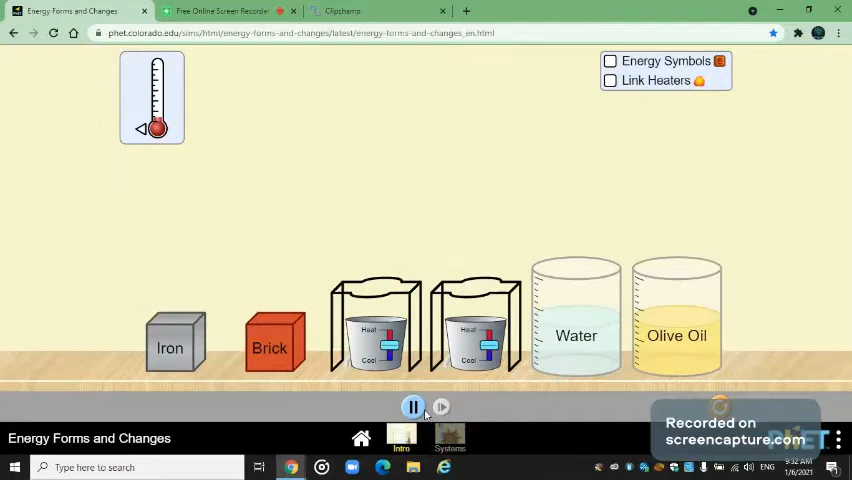 Energy Forms and Changes
Free Online Screen Recorder
Clipchamp
phet.colorado.edu/sims/html/energy-forms-and-changes/latest/energy-forms-and-changes_en.html
Energy Symbols E
Link Heaters
Iron
Brick
Heat
Cool
Heat
Cool
Water
Olive Oil
Energy Forms and Changes
Intro
Systems
PhET
Recorded on
screencapture.com
Type here to search
ENG
9:32 AM
1/6/2021